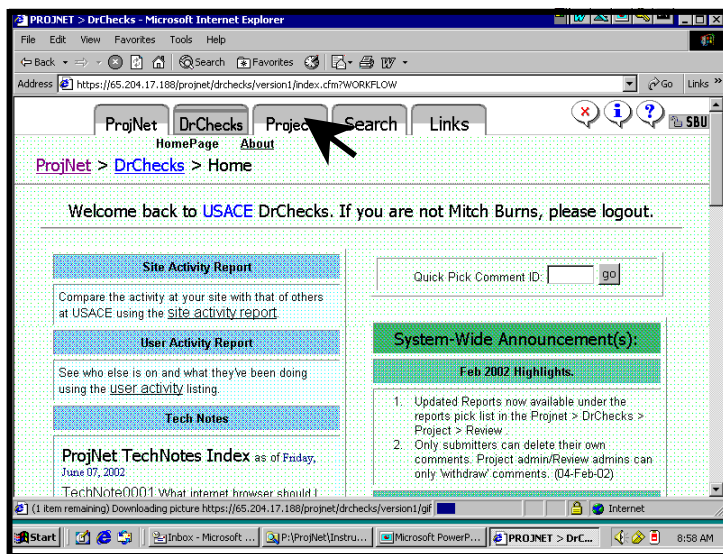 PROJNET > DrChecks - Microsoft Internet Explorer
File Edit View Favorites Tools Help
Back Search Favorites
Address https://65.204.17.188/projnet/drchecks/version1/index.cfm?WORKFLOW Go Links »
ProjNet DrChecks Projec Search Links SBU
HomePage About
ProjNet > DrChecks > Home
Welcome back to USACE DrChecks. If you are not Mitch Burns, please logout.
Site Activity Report
Compare the activity at your site with that of others
at USACE using the site activity report.
User Activity Report
See who else is on and what they've been doing
using the user activity listing.
Tech Notes
ProjNet TechNotes Index as of Friday,
June 07, 2002
TechNote0001 What internet browser should I
Quick Pick Comment ID: go
System-Wide Announcement(s):
Feb 2002 Highlights.
1. Updated Reports now available under the
reports pick list in the Projnet > DrChecks >
Project > Review .
2. Only submitters can delete their own
comments. Project admin/Review admins can
only 'withdraw' comments. (04-Feb-02)
(1 item remaining) Downloading picture https://65.204.17.188/projnet/drchecks/version1/gif Internet
Start Inbox - Microsoft ... P:\ProjNet\Instru... Microsoft PowerP... PROJNET > DrC... 8:58 AM